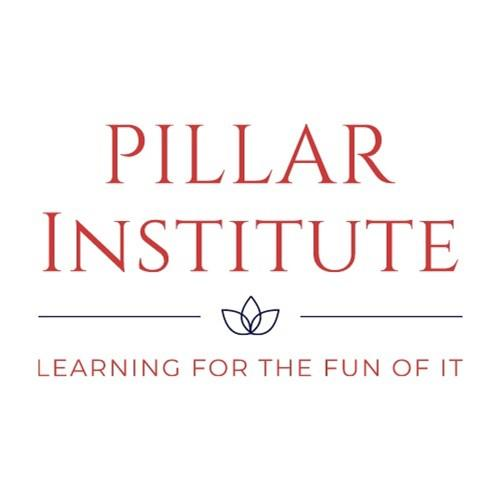 PILLAR
INSTITUTE
LEARNING FOR THE FUN OF IT